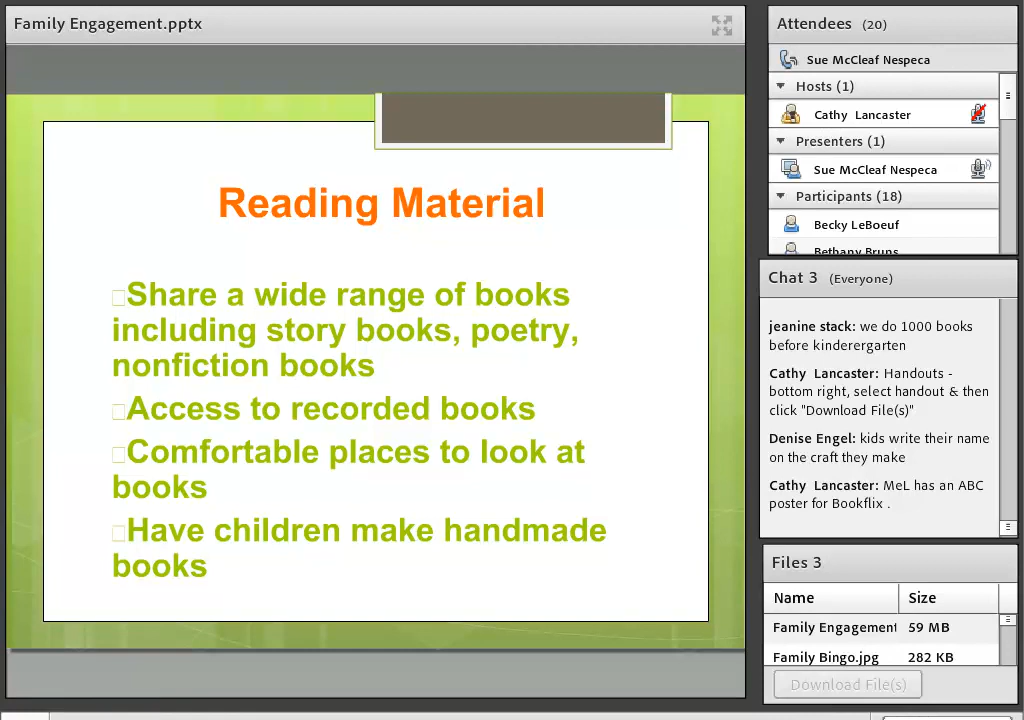 Family Engagement.pptx
Reading Material
Share a wide range of books
including story books, poetry,
nonfiction books
Access to recorded books
Comfortable places to look at
books
Have children make handmade
books
Attendees (20)
Sue McCleaf Nespeca
Hosts (1)
Cathy Lancaster
Presenters (1)
Sue McCleaf Nespeca
Participants (18)
Becky LeBoeuf
Bethany Bruns
Chat 3 (Everyone)
jeanine stack: we do 1000 books
before kinderergarten
Cathy Lancaster: Handouts -
bottom right, select handout & then
click "Download File(s)"
Denise Engel: kids write their name
on the craft they make
Cathy Lancaster: MeL has an ABC
poster for Bookflix .
Files 3
Name Size
Family Engagement 59 MB
Family Bingo.jpg 282 KB
Download File(s)